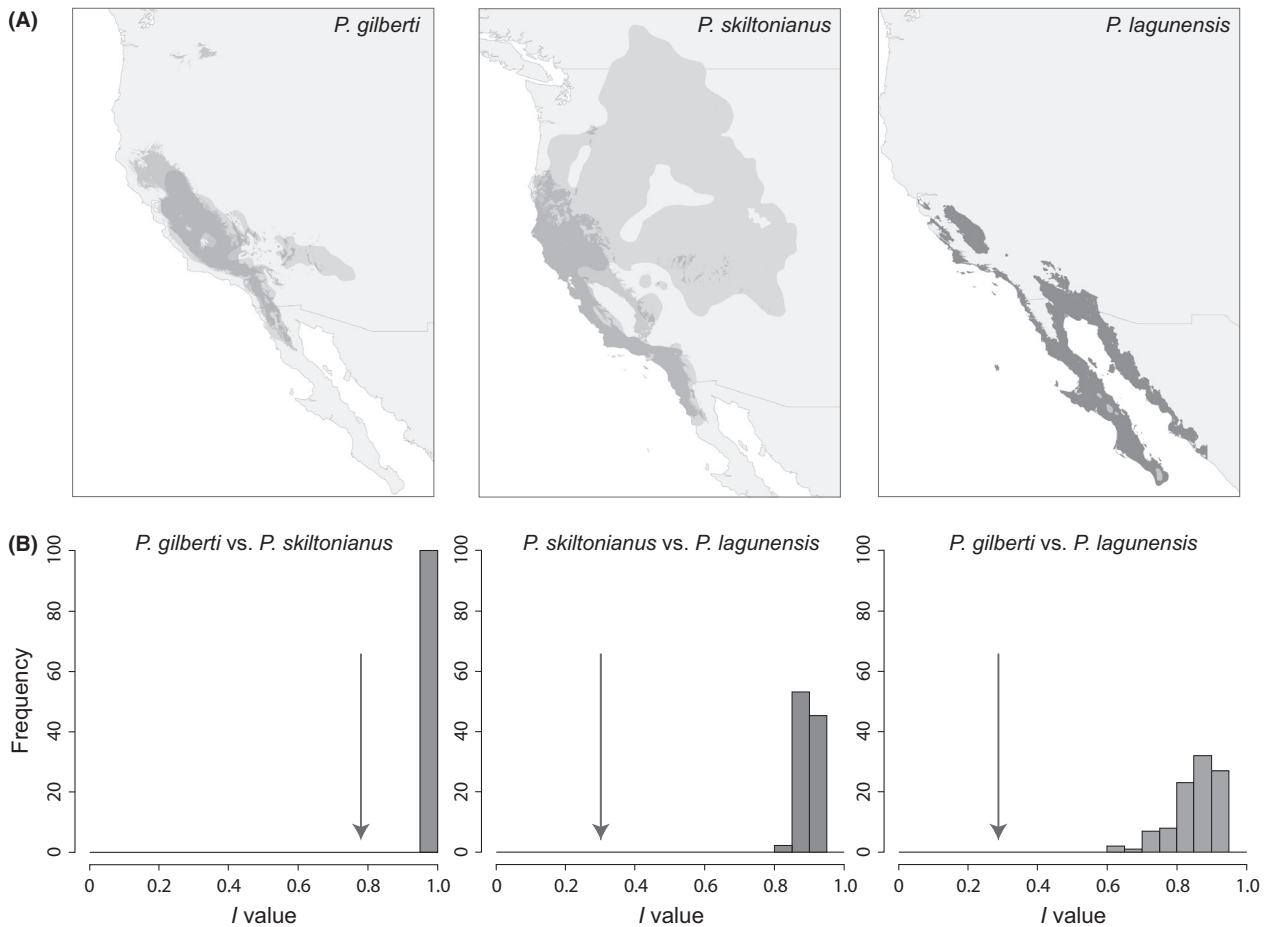 (A)
P. gilberti
P. skiltonianus
P. lagunensis
(B)
P. gilberti vs. P. skiltonianus
P. skiltonianus vs. P. lagunensis
P. gilberti vs. P. lagunensis
Frequency
100
80
60
40
20
0
100
80
60
40
20
0
100
80
60
40
20
0
0 0.2 0.4 0.6 0.8 1.0
0 0.2 0.4 0.6 0.8 1.0
0 0.2 0.4 0.6 0.8 1.0
I value
I value
I value